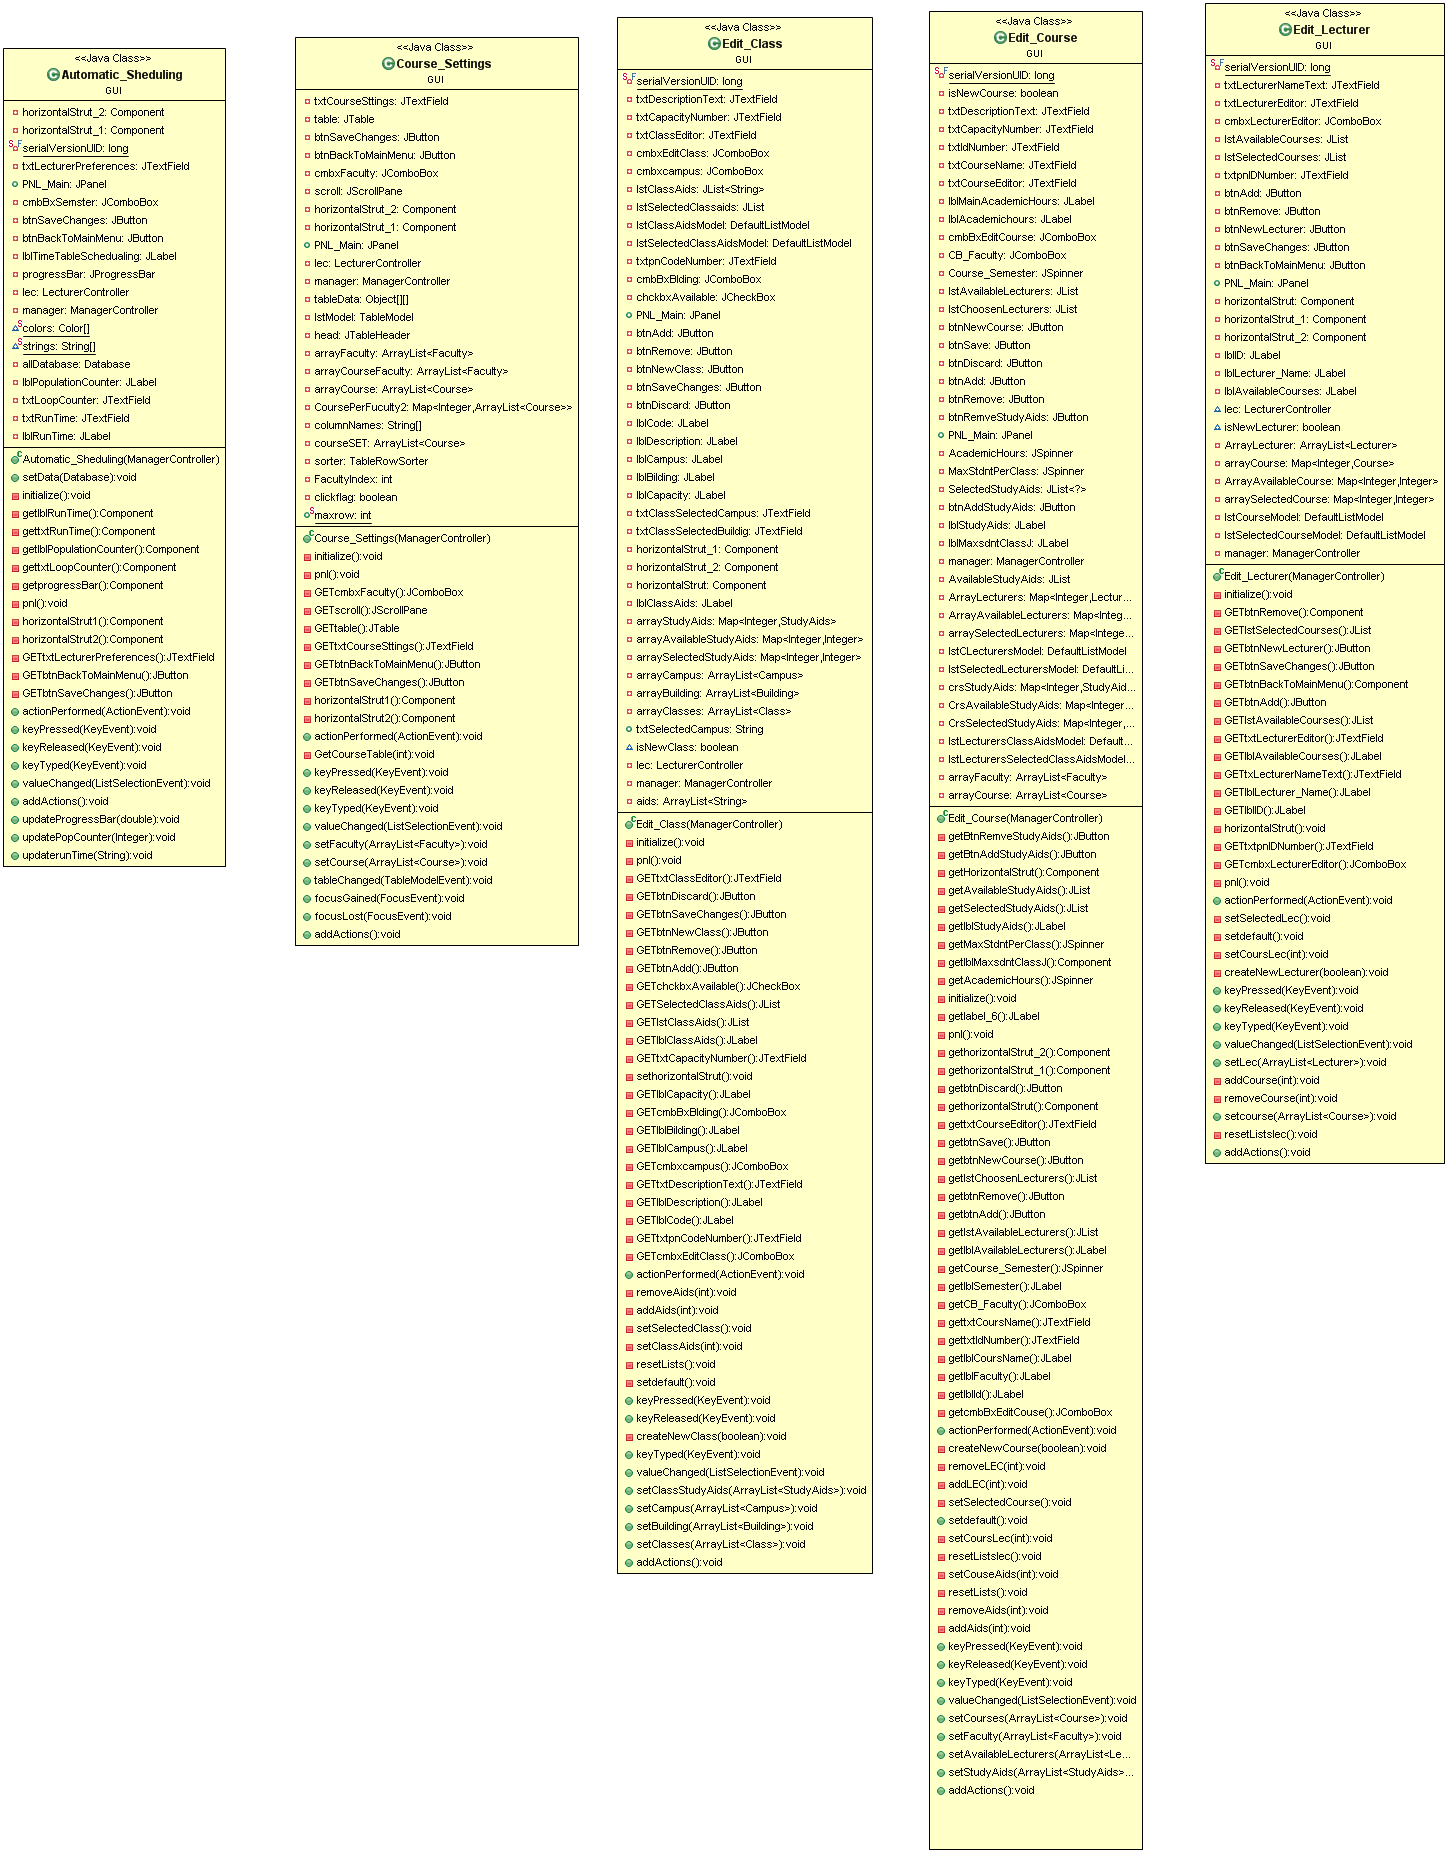 <<Java Class>>
Automatic_Sheduling
GUI
horizontalStrut_2: Component
horizontalStrut_1: Component
serialVersionUID: long
txtLecturerPreferences: JTextField
PNL_Main: JPanel
cmbBxSemster: JComboBox
btnSaveChanges: JButton
btnBackToMainMenu: JButton
lblTimeTableSchedualing: JLabel
progressBar: JProgressBar
lec: LecturerController
manager: ManagerController
colors: Color[]
strings: String[]
allDatabase: Database
lblPopulationCounter: JLabel
txtLoopCounter: JTextField
txtRunTime: JTextField
lblRunTime: JLabel
Automatic_Sheduling(ManagerController)
setData(Database):void
initialize():void
getlblRunTime():Component
gettxtRunTime():Component
getlblPopulationCounter():Component
gettxtLoopCounter():Component
getprogressBar():Component
pnl():void
horizontalStrut1():Component
horizontalStrut2():Component
GETtxtLecturerPreferences():JTextField
GETbtnBackToMainMenu():JButton
GETbtnSaveChanges():JButton
actionPerformed(ActionEvent):void
keyPressed(KeyEvent):void
keyReleased(KeyEvent):void
keyTyped(KeyEvent):void
valueChanged(ListSelectionEvent):void
addActions():void
updateProgressBar(double):void
updatePopCounter(Integer):void
updaterunTime(String):void
<<Java Class>>
Course_Settings
GUI
txtCourseSttings: JTextField
table: JTable
btnSaveChanges: JButton
btnBackToMainMenu: JButton
cmbxFaculty: JComboBox
scroll: JScrollPane
horizontalStrut_2: Component
horizontalStrut_1: Component
PNL_Main: JPanel
lec: LecturerController
manager: ManagerController
tableData: Object[][]
lstModel: TableModel
head: JTableHeader
arrayFaculty: ArrayList<Faculty>
arrayCourseFaculty: ArrayList<Faculty>
arrayCourse: ArrayList<Course>
CoursePerFuculty2: Map<Integer,ArrayList<Course>>
columnNames: String[]
courseSET: ArrayList<Course>
sorter: TableRowSorter
FacultyIndex: int
clickflag: boolean
maxrow: int
Course_Settings(ManagerController)
initialize():void
pnl():void
GETcmbxFaculty():JComboBox
GETscroll():JScrollPane
GETtable():JTable
GETtxtCourseSttings():JTextField
GETbtnBackToMainMenu():JButton
GETbtnSaveChanges():JButton
horizontalStrut1():Component
horizontalStrut2():Component
actionPerformed(ActionEvent):void
GetCourseTable(int):void
keyPressed(KeyEvent):void
keyReleased(KeyEvent):void
keyTyped(KeyEvent):void
valueChanged(ListSelectionEvent):void
setFaculty(ArrayList<Faculty>):void
setCourse(ArrayList<Course>):void
tableChanged(TableModelEvent):void
focusGained(FocusEvent):void
focusLost(FocusEvent):void
addActions():void
<<Java Class>>
Edit_Class
GUI
serialVersionUID: long
txtDescriptionText: JTextField
txtCapacityNumber: JTextField
txtClassEditor: JTextField
cmbxEditClass: JComboBox
cmbxcampus: JComboBox
lstClassAids: JList<String>
lstSelectedClassaids: JList
lstClassAidsModel: DefaultListModel
lstSelectedClassAidsModel: DefaultListModel
txtpnCodeNumber: JTextField
cmbBxBlding: JComboBox
chckbxAvailable: JCheckBox
PNL_Main: JPanel
btnAdd: JButton
btnRemove: JButton
btnNewClass: JButton
btnSaveChanges: JButton
btnDiscard: JButton
lblCode: JLabel
lblDescription: JLabel
lblCampus: JLabel
lblBilding: JLabel
lblCapacity: JLabel
txtClassSelectedCampus: JTextField
txtClassSelectedBuildig: JTextField
horizontalStrut_1: Component
horizontalStrut_2: Component
horizontalStrut: Component
lblClassAids: JLabel
arrayStudyAids: Map<Integer,StudyAids>
arrayAvailableStudyAids: Map<Integer,Integer>
arraySelectedStudyAids: Map<Integer,Integer>
arrayCampus: ArrayList<Campus>
arrayBuilding: ArrayList<Building>
arrayClasses: ArrayList<Class>
txtSelectedCampus: String
isNewClass: boolean
lec: LecturerController
manager: ManagerController
aids: ArrayList<String>
Edit_Class(ManagerController)
initialize():void
pnl():void
GETtxtClassEditor():JTextField
GETbtnDiscard():JButton
GETbtnSaveChanges():JButton
GETbtnNewClass():JButton
GETbtnRemove():JButton
GETbtnAdd():JButton
GETchckbxAvailable():JCheckBox
GETSelectedClassAids():JList
GETlstClassAids():JList
GETlblClassAids():JLabel
GETtxtCapacityNumber():JTextField
sethorizontalStrut():void
GETlblCapacity():JLabel
GETcmbBxBlding():JComboBox
GETlblBilding():JLabel
GETlblCampus():JLabel
GETcmbxcampus():JComboBox
GETtxtDescriptionText():JTextField
GETlblDescription():JLabel
GETlblCode():JLabel
GETtxtpnCodeNumber():JTextField
GETcmbxEditClass():JComboBox
actionPerformed(ActionEvent):void
removeAids(int):void
addAids(int):void
setSelectedClass():void
setClassAids(int):void
resetLists():void
setdefault():void
keyPressed(KeyEvent):void
keyReleased(KeyEvent):void
createNewClass(boolean):void
keyTyped(KeyEvent):void
valueChanged(ListSelectionEvent):void
setClassStudyAids(ArrayList<StudyAids>):void
setCampus(ArrayList<Campus>):void
setBuilding(ArrayList<Building>):void
setClasses(ArrayList<Class>):void
addActions():void
<<Java Class>>
Edit_Course
GUI
serialVersionUID: long
isNewCourse: boolean
txtDescriptionText: JTextField
txtCapacityNumber: JTextField
txtIdNumber: JTextField
txtCourseName: JTextField
txtCourseEditor: JTextField
lblMainAcademicHours: JLabel
lblAcademichours: JLabel
cmbBxEditCourse: JComboBox
CB_Faculty: JComboBox
Course_Semester: JSpinner
lstAvailableLecturers: JList
lstChoosenLecturers: JList
btnNewCourse: JButton
btnSave: JButton
btnDiscard: JButton
btnAdd: JButton
btnRemove: JButton
btnRemveStudyAids: JButton
PNL_Main: JPanel
AcademicHours: JSpinner
MaxStdntPerClass: JSpinner
SelectedStudyAids: JList<?>
btnAddStudyAids: JButton
lblStudyAids: JLabel
lblMaxsdntClassJ: JLabel
manager: ManagerController
AvailableStudyAids: JList
ArrayLecturers: Map<Integer,Lectur...
ArrayAvailableLecturers: Map<Integ...
arraySelectedLecturers: Map<Intege...
lstCLecturersModel: DefaultListModel
lstSelectedLecturersModel: DefaultLi...
crsStudyAids: Map<Integer,StudyAid...
CrsAvailableStudyAids: Map<Integer...
CrsSelectedStudyAids: Map<Integer,...
lstLecturersClassAidsModel: Default...
lstLecturersSelectedClassAidsModel...
arrayFaculty: ArrayList<Faculty>
arrayCourse: ArrayList<Course>
Edit_Course(ManagerController)
getBtnRemveStudyAids():JButton
getBtnAddStudyAids():JButton
getHorizontalStrut():Component
getAvailableStudyAids():JList
getSelectedStudyAids():JList
getlblStudyAids():JLabel
getMaxStdntPerClass():JSpinner
getlblMaxsdntClassJ():Component
getAcademicHours():JSpinner
initialize():void
getlabel_6():JLabel
pnl():void
gethorizontalStrut_2():Component
gethorizontalStrut_1():Component
getbtnDiscard():JButton
gethorizontalStrut():Component
gettxtCourseEditor():JTextField
getbtnSave():JButton
getbtnNewCourse():JButton
getlstChoosenLecturers():JList
getbtnRemove():JButton
getbtnAdd():JButton
getlstAvailableLecturers():JList
getlblAvailableLecturers():JLabel
getCourse_Semester():JSpinner
getlblSemester():JLabel
getCB_Faculty():JComboBox
gettxtCoursName():JTextField
gettxtIdNumber():JTextField
getlblCoursName():JLabel
getlblFaculty():JLabel
getlblId():JLabel
getcmbBxEditCouse():JComboBox
actionPerformed(ActionEvent):void
createNewCourse(boolean):void
removeLEC(int):void
addLEC(int):void
setSelectedCourse():void
setdefault():void
setCoursLec(int):void
resetListslec():void
setCouseAids(int):void
resetLists():void
removeAids(int):void
addAids(int):void
keyPressed(KeyEvent):void
keyReleased(KeyEvent):void
keyTyped(KeyEvent):void
valueChanged(ListSelectionEvent):void
setCourses(ArrayList<Course>):void
setFaculty(ArrayList<Faculty>):void
setAvailableLecturers(ArrayList<Le...
setStudyAids(ArrayList<StudyAids>...
addActions():void
<<Java Class>>
Edit_Lecturer
GUI
serialVersionUID: long
txtLecturerNameText: JTextField
txtLecturerEditor: JTextField
cmbxLecturerEditor: JComboBox
lstAvailableCourses: JList
lstSelectedCourses: JList
txtpnlDNumber: JTextField
btnAdd: JButton
btnRemove: JButton
btnNewLecturer: JButton
btnSaveChanges: JButton
btnBackToMainMenu: JButton
PNL_Main: JPanel
horizontalStrut: Component
horizontalStrut_1: Component
horizontalStrut_2: Component
lblID: JLabel
lblLecturer_Name: JLabel
lblAvailableCourses: JLabel
lec: LecturerController
isNewLecturer: boolean
ArrayLecturer: ArrayList<Lecturer>
arrayCourse: Map<Integer,Course>
ArrayAvailableCourse: Map<Integer,Integer>
arraySelectedCourse: Map<Integer,Integer>
lstCourseModel: DefaultListModel
lstSelectedCourseModel: DefaultListModel
manager: ManagerController
Edit_Lecturer(ManagerController)
initialize():void
GETbtnRemove():Component
GETlstSelectedCourses():JList
GETbtnNewLecturer():JButton
GETbtnSaveChanges():JButton
GETbtnBackToMainMenu():Component
GETbtnAdd():JButton
GETlstAvailableCourses():JList
GETtxtLecturerEditor():JTextField
GETlblAvailableCourses():JLabel
GETtxLecturerNameText():JTextField
GETlblLecturer_Name():JLabel
GETlblID():JLabel
horizontalStrut():void
GETtxtpnlDNumber():JTextField
GETcmbxLecturerEditor():JComboBox
pnl():void
actionPerformed(ActionEvent):void
setSelectedLec():void
setdefault():void
setCoursLec(int):void
createNewLecturer(boolean):void
keyPressed(KeyEvent):void
keyReleased(KeyEvent):void
keyTyped(KeyEvent):void
valueChanged(ListSelectionEvent):void
setLec(ArrayList<Lecturer>):void
addCourse(int):void
removeCourse(int):void
setcourse(ArrayList<Course>):void
resetListslec():void
addActions():void